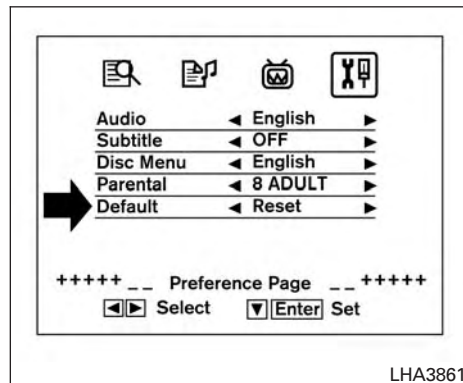 Audio ◀ English ▶
Subtitle ◀ OFF ▶
Disc Menu ◀ English ▶
Parental ◀ 8 ADULT ▶
Default ◀ Reset ▶
+++++ _ _ Preference Page _ _ +++++
◀ ▶ Select ▼ Enter Set
LHA3861